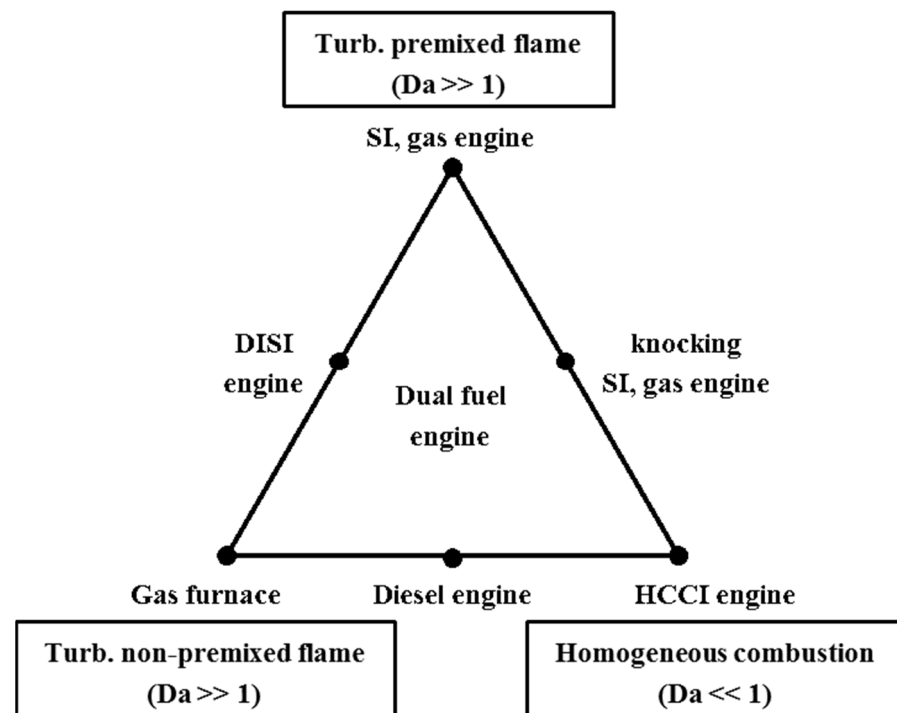 Turb. premixed flame
(Da >> 1)
SI, gas engine
DISI
engine
knocking
SI, gas engine
Dual fuel
engine
Gas furnace
Diesel engine
HCCI engine
Turb. non-premixed flame
(Da >> 1)
Homogeneous combustion
(Da << 1)